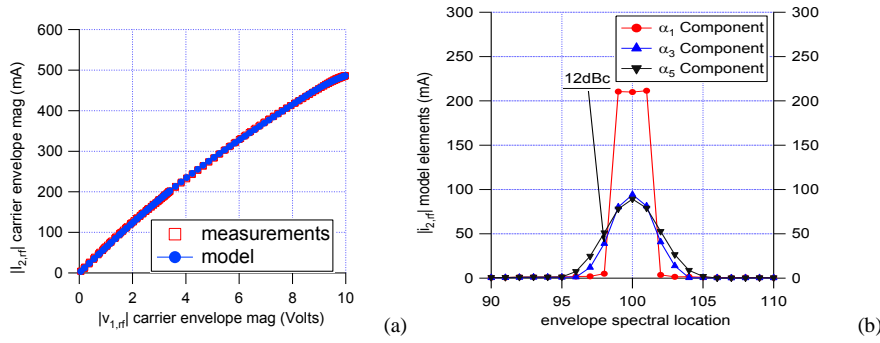 600
500
400
300
200
100
0
|I2,rf| carrier envelope mag (mA)
0 2 4 6 8 10
|v1,rf| carrier envelope mag (Volts)
measurements
model
(a)
300
250
200
150
100
50
0
|I2,rf| model elements (mA)
α1 Component
α3 Component
α5 Component
12dBc
300
250
200
150
100
50
0
90 95 100 105 110
envelope spectral location
(b)